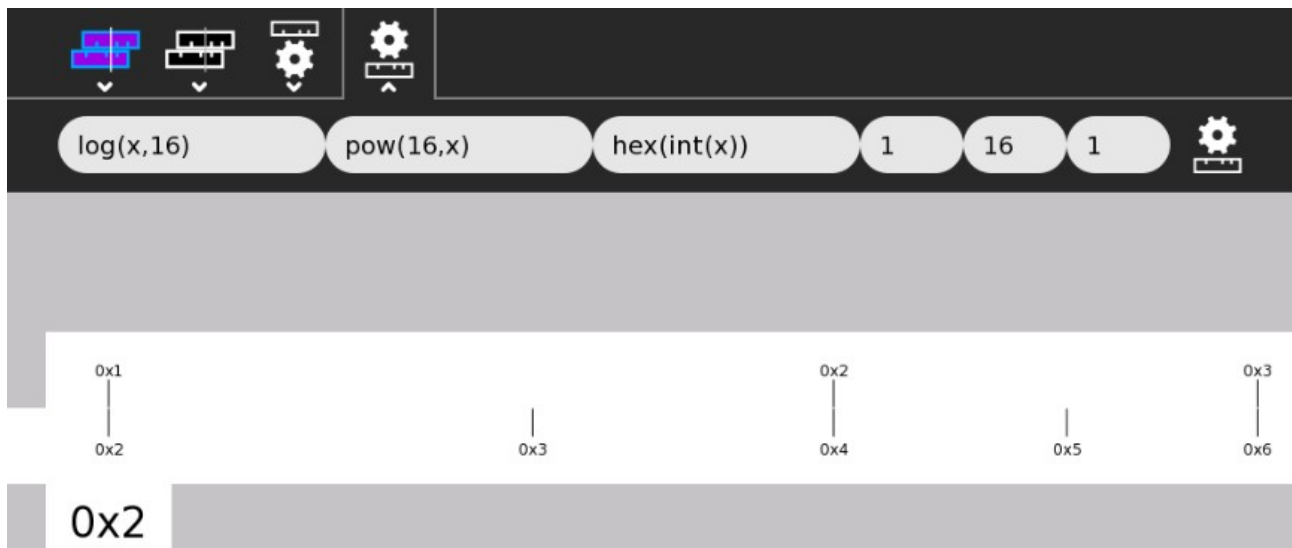 log(x,16) pow(16,x) hex(int(x)) 1 16 1
0x1 0x2 0x3
0x2 0x3 0x4 0x5 0x6
0x2